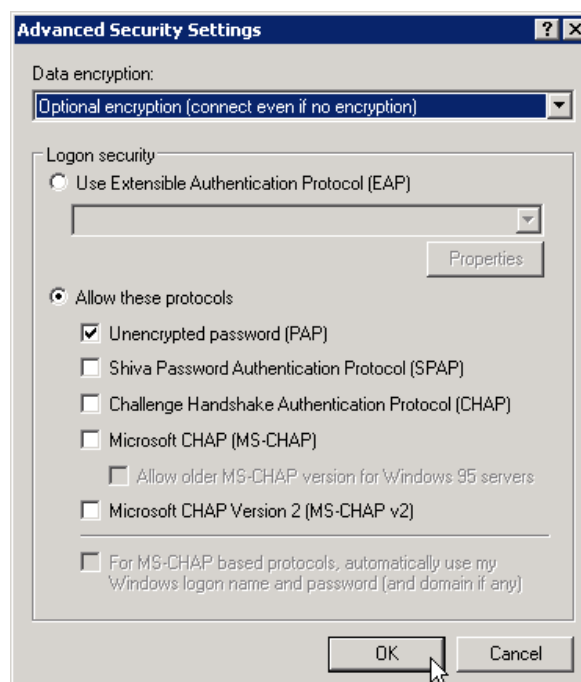 Advanced Security Settings
Data encryption:
Optional encryption (connect even if no encryption)
Logon security
Use Extensible Authentication Protocol (EAP)
Properties
Allow these protocols
Unencrypted password (PAP)
Shiva Password Authentication Protocol (SPAP)
Challenge Handshake Authentication Protocol (CHAP)
Microsoft CHAP (MS-CHAP)
Allow older MS-CHAP version for Windows 95 servers
Microsoft CHAP Version 2 (MS-CHAP v2)
For MS-CHAP based protocols, automatically use my
Windows logon name and password (and domain if any)
OK
Cancel